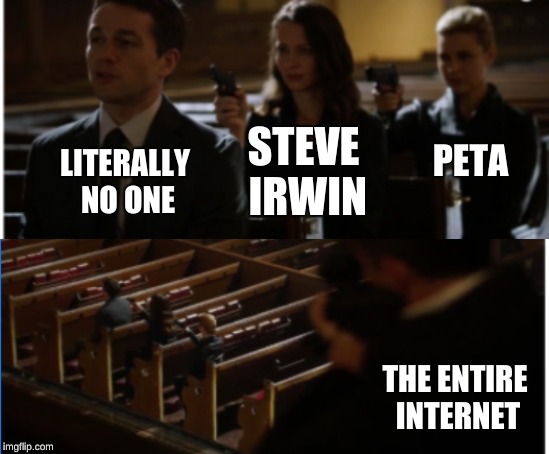 LITERALLY
NO ONE
STEVE
IRWIN
PETA
THE ENTIRE
INTERNET
imgflip.com